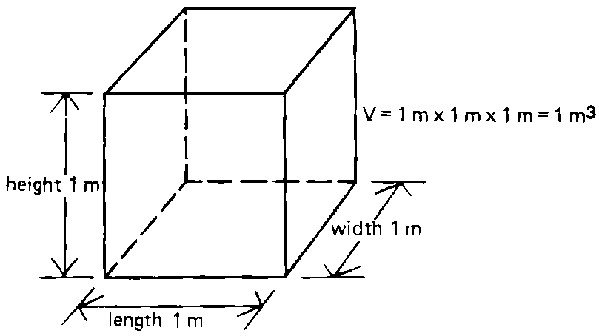 V = 1 m x 1 m x 1 m = 1 m³
height 1 m
width 1 m
length 1 m